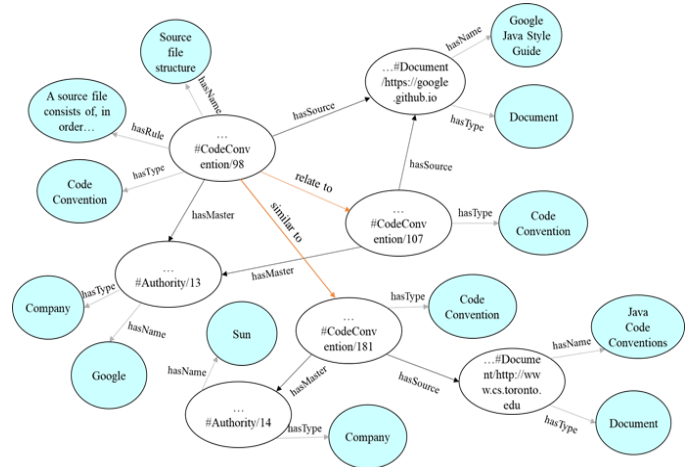 Source
file
structure
hasName
Google
Java Style
Guide
hasName
...#Document
/https://google
.github.io
hasType
Document
A source file
consists of, in
order...
hasRule
hasSource
...
#CodeConv
ention/98
hasType
Code
Convention
hasSource
relate to
...
#CodeConv
ention/107
hasType
Code
Convention
hasMaster
similar to
hasMaster
...
#Authority/13
hasType
Company
hasName
Google
Sun
hasName
...
#CodeConv
ention/181
hasType
Code
Convention
Java
Code
Conventions
hasName
...#Docume
nt/http://ww
w.cs.toronto.
edu
hasType
Document
hasMaster
hasSource
...
#Authority/14
hasType
Company